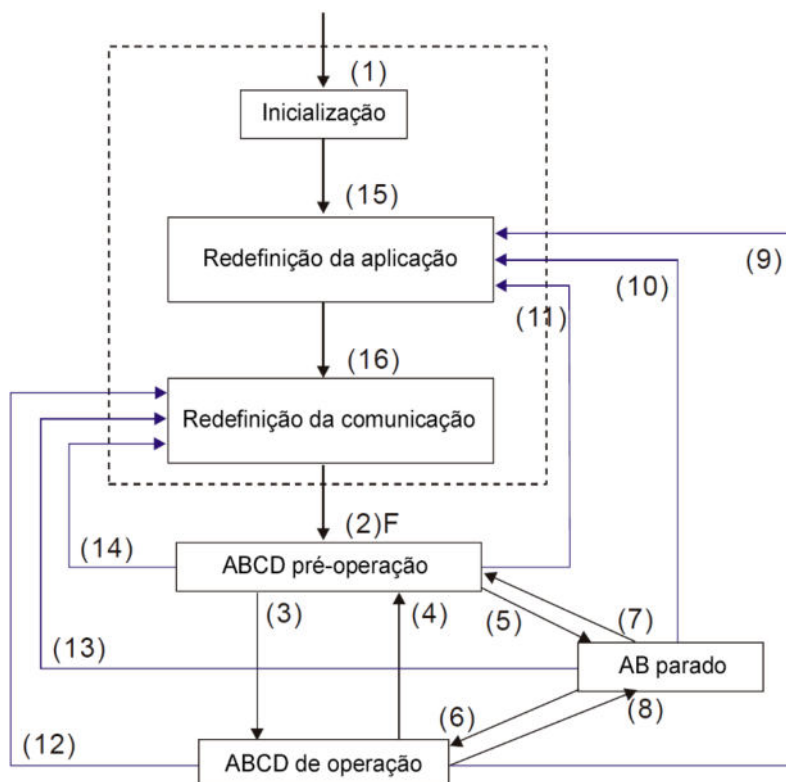 (1)
Inicialização
(15)
Redefinição da aplicação
(9)
(10)
(11)
(16)
Redefinição da comunicação
(2)F
(14)
ABCD pré-operação
(3)
(4)
(5)
(7)
(13)
AB parado
(6)
(8)
(12)
ABCD de operação